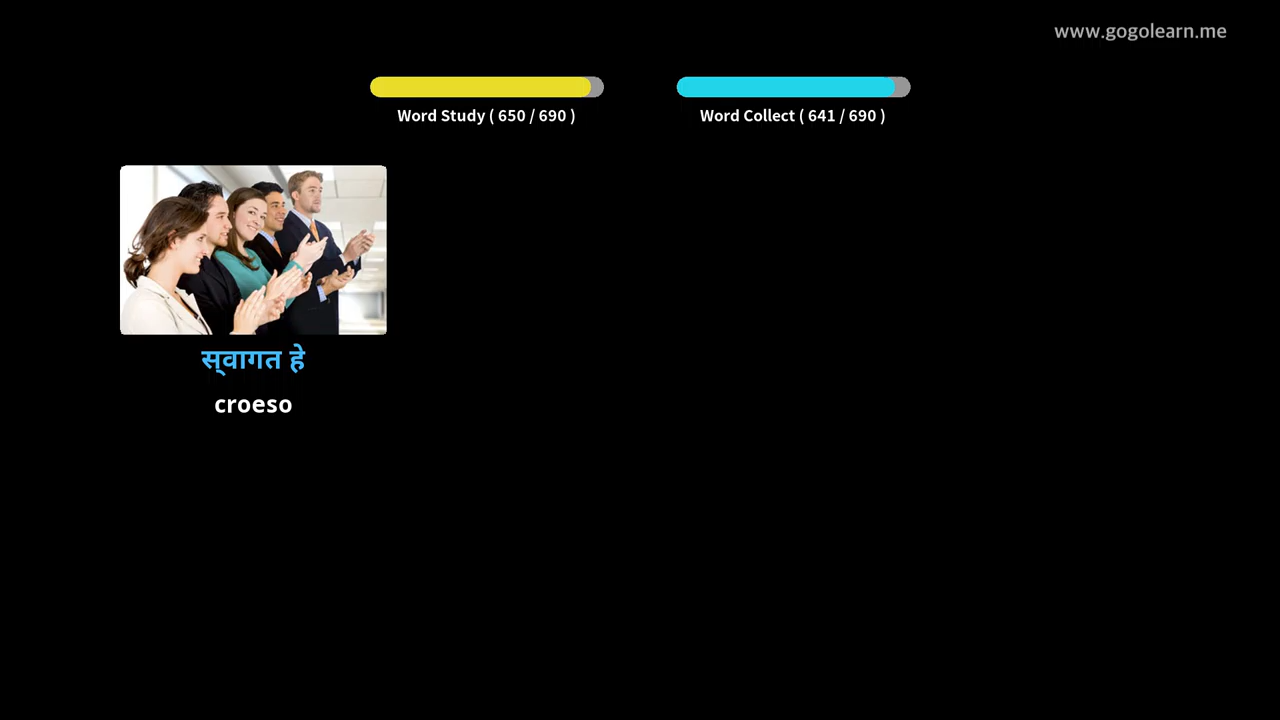 www.gogolearn.me
Word Study ( 650 / 690 )
Word Collect ( 641 / 690 )
स्वागत हे
croeso